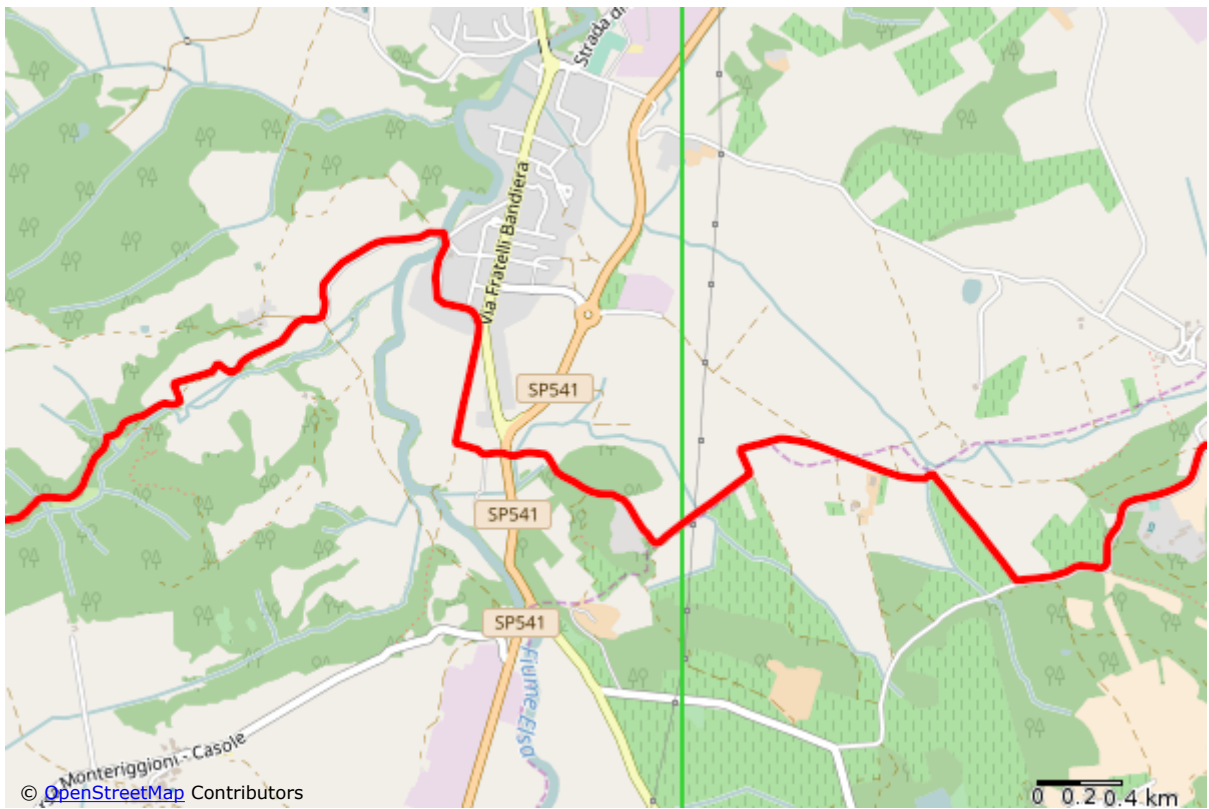 Strada di
Via Fratelli Bandiera
SP541
SP541
SP541
Fiume Elsa
Monteriggioni - Casole
© OpenStreetMap Contributors
0 0.2 0.4 km